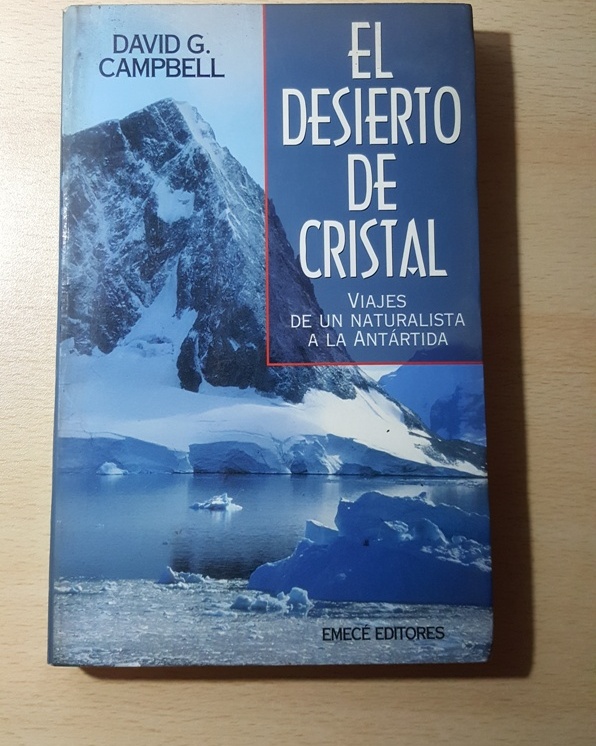 DAVID G.
CAMPBELL
EL
DESIERTO
DE
CRISTAL
VIAJES
DE UN NATURALISTA
A LA ANTÁRTIDA
EMECÉ EDITORES